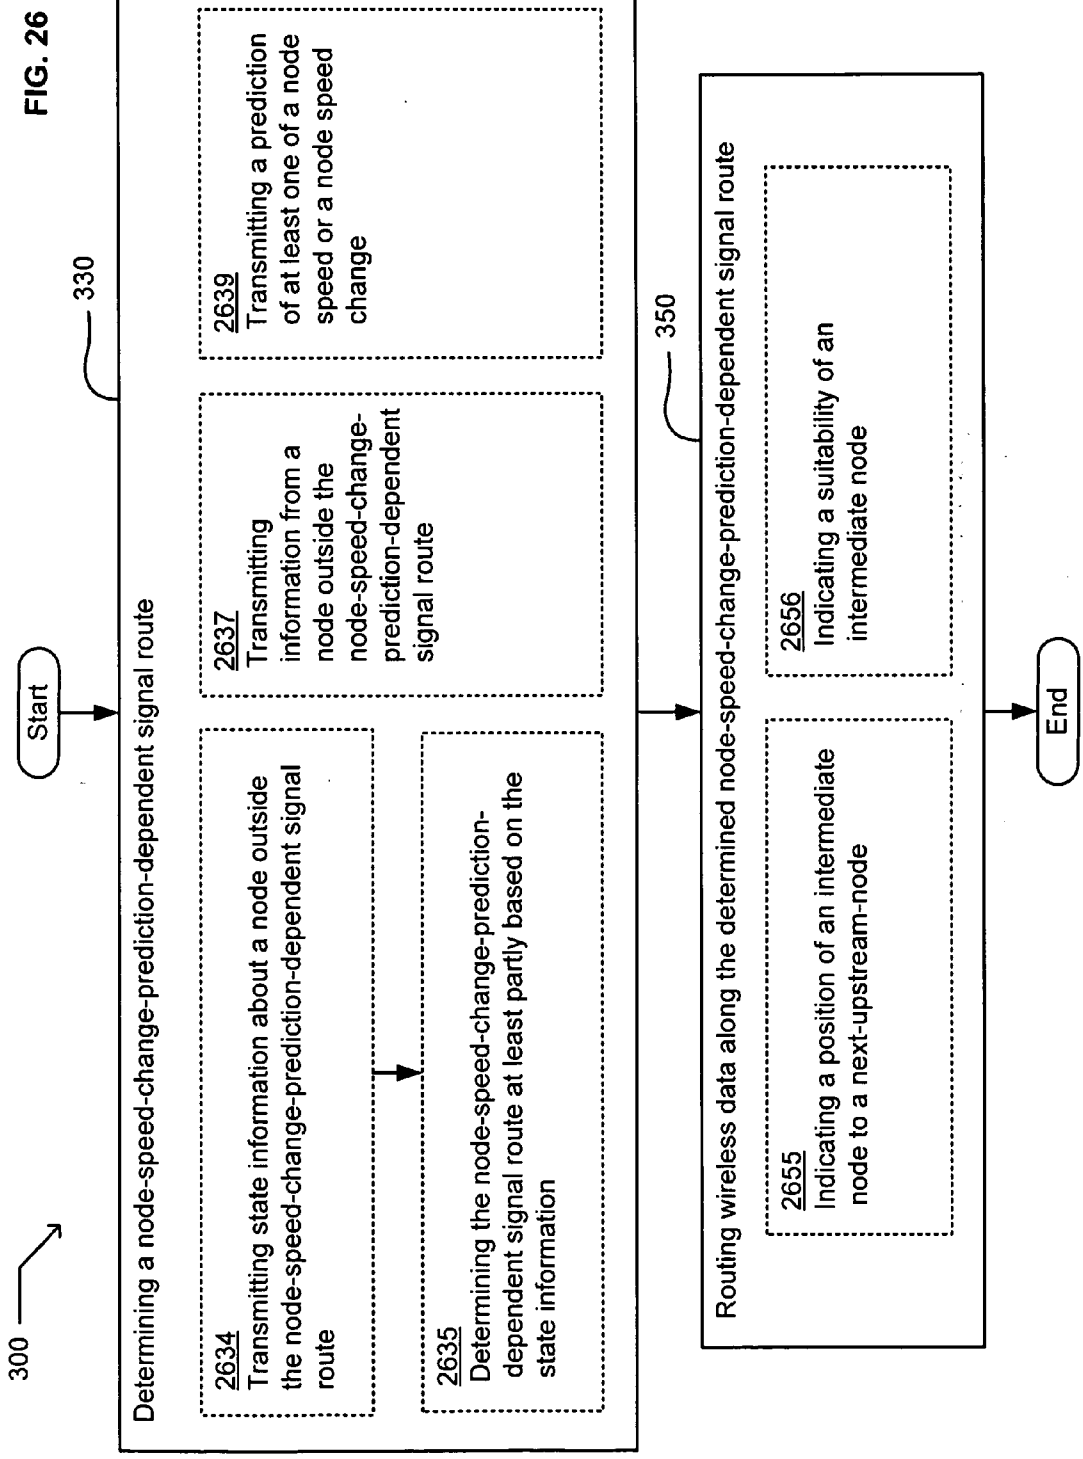 FIG. 26
300
Start
330
Determining a node-speed-change-prediction-dependent signal route
2634
Transmitting state information about a node outside
the node-speed-change-prediction-dependent signal
route
2635
Determining the node-speed-change-prediction-
dependent signal route at least partly based on the
state information
2637
Transmitting
information from a
node outside the
node-speed-change-
prediction-dependent
signal route
2639
Transmitting a prediction
of at least one of a node
speed or a node speed
change
350
Routing wireless data along the determined node-speed-change-prediction-dependent signal route
2655
Indicating a position of an intermediate
node to a next-upstream-node
2656
Indicating a suitability of an
intermediate node
End